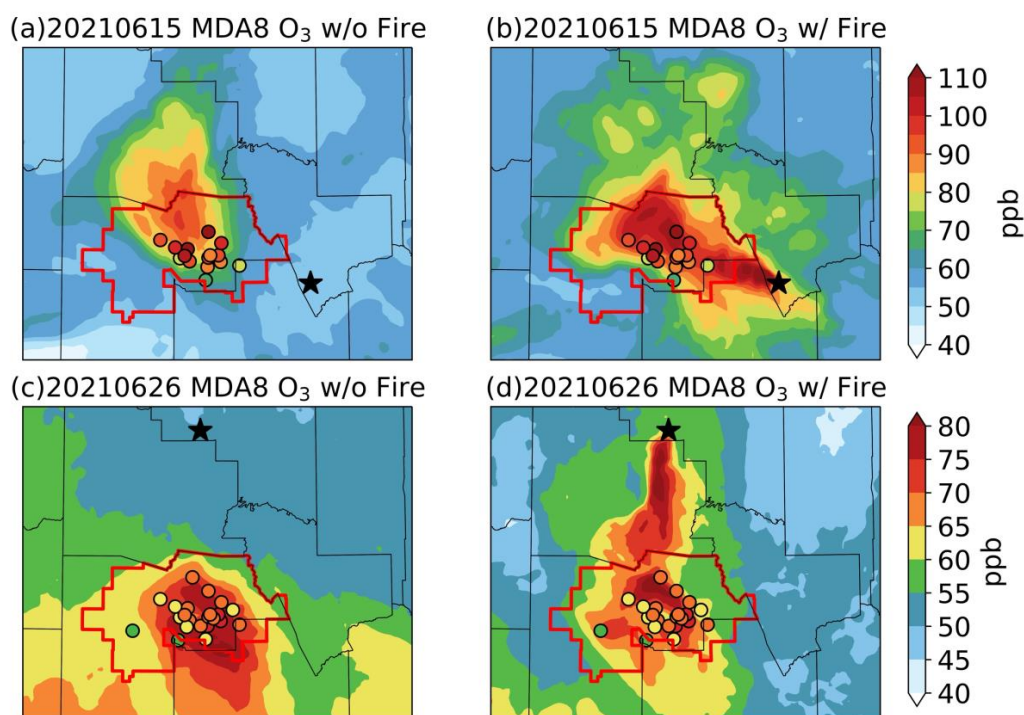 (a)20210615 MDA8 O₃ w/o Fire
(b)20210615 MDA8 O₃ w/ Fire
110
100
90
80
70
60
50
40
ppb
(c)20210626 MDA8 O₃ w/o Fire
(d)20210626 MDA8 O₃ w/ Fire
80
75
70
65
60
55
50
45
40
ppb